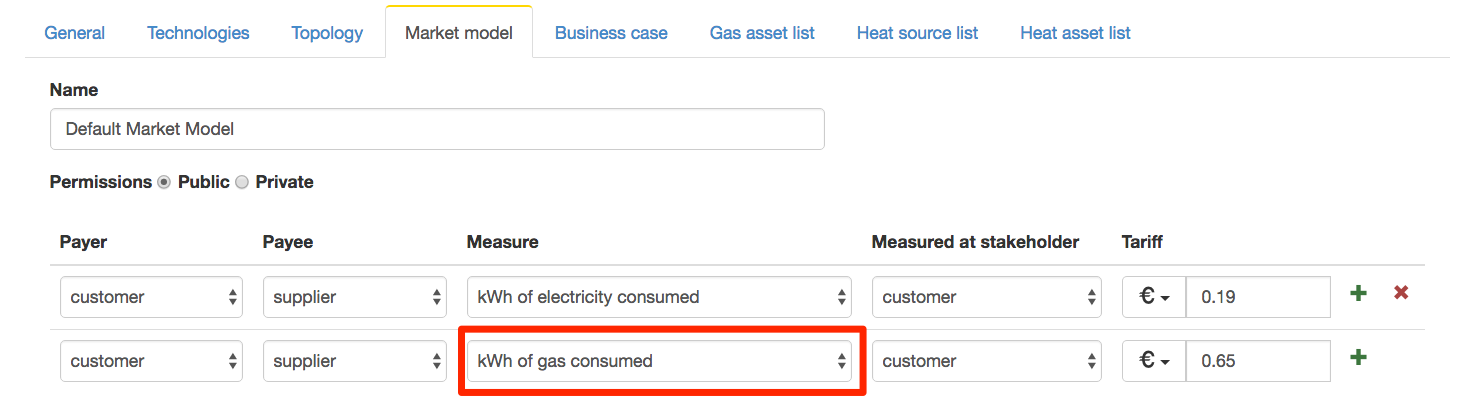 General Technologies Topology Market model Business case Gas asset list Heat source list Heat asset list
Name
Default Market Model
Permissions Public Private
Payer Payee Measure Measured at stakeholder Tariff
customer supplier kWh of electricity consumed customer € 0.19
customer supplier kWh of gas consumed customer € 0.65